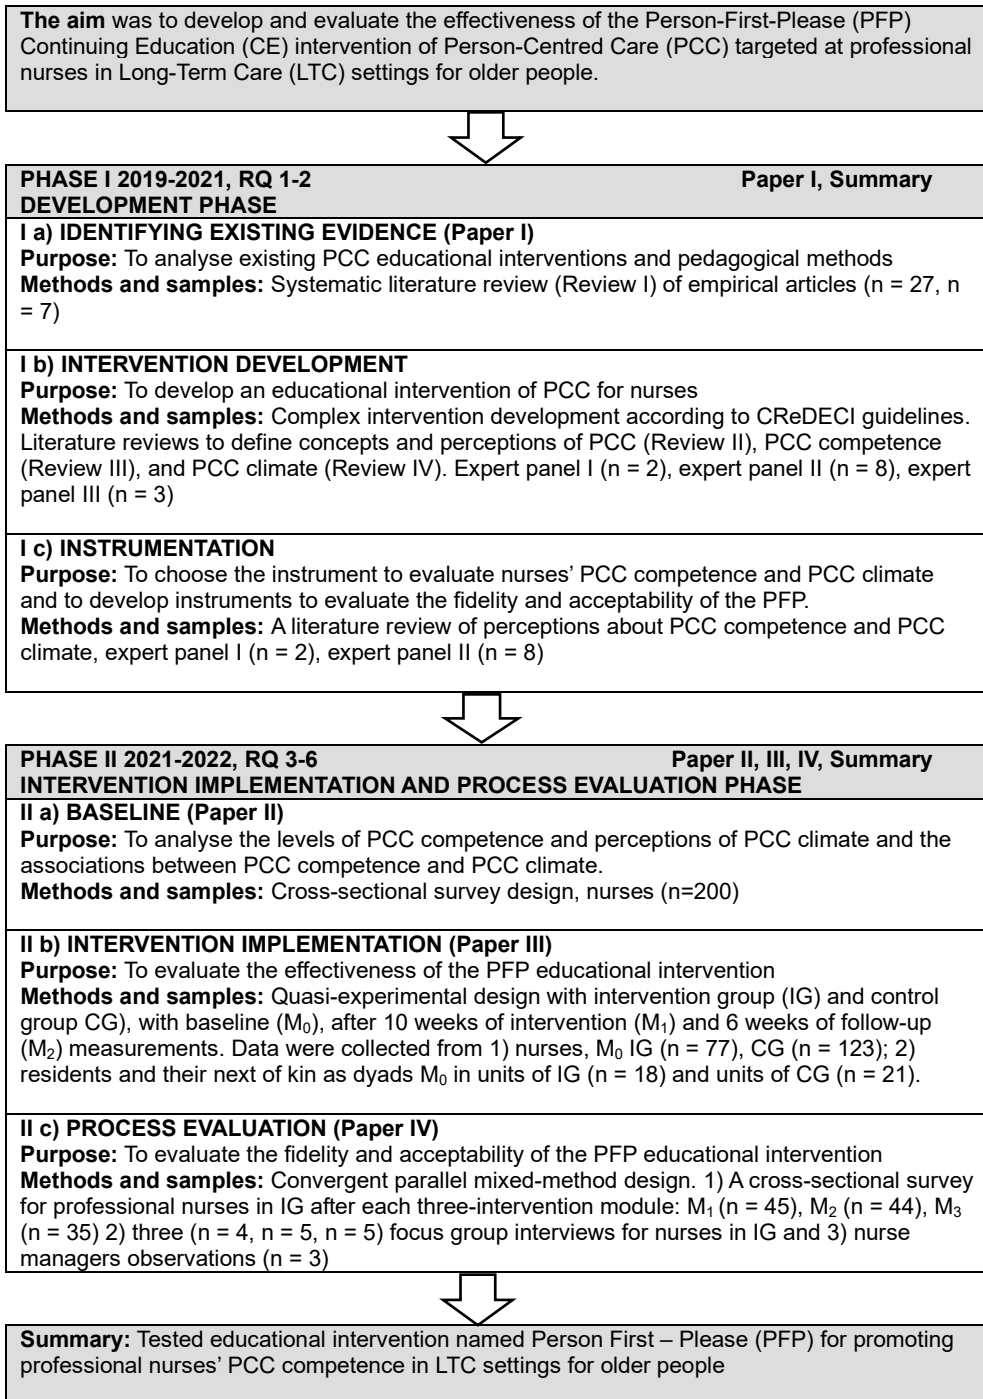 The aim was to develop and evaluate the effectiveness of the Person-First-Please (PFP)
Continuing Education (CE) intervention of Person-Centred Care (PCC) targeted at professional
nurses in Long-Term Care (LTC) settings for older people.
PHASE I 2019-2021, RQ 1-2 Paper I, Summary
DEVELOPMENT PHASE
I a) IDENTIFYING EXISTING EVIDENCE (Paper I)
Purpose: To analyse existing PCC educational interventions and pedagogical methods
Methods and samples: Systematic literature review (Review I) of empirical articles (n = 27, n
= 7)
I b) INTERVENTION DEVELOPMENT
Purpose: To develop an educational intervention of PCC for nurses
Methods and samples: Complex intervention development according to CReDECI guidelines.
Literature reviews to define concepts and perceptions of PCC (Review II), PCC competence
(Review III), and PCC climate (Review IV). Expert panel I (n = 2), expert panel II (n = 8), expert
panel III (n = 3)
I c) INSTRUMENTATION
Purpose: To choose the instrument to evaluate nurses’ PCC competence and PCC climate
and to develop instruments to evaluate the fidelity and acceptability of the PFP.
Methods and samples: A literature review of perceptions about PCC competence and PCC
climate, expert panel I (n = 2), expert panel II (n = 8)
PHASE II 2021-2022, RQ 3-6 Paper II, III, IV, Summary
INTERVENTION IMPLEMENTATION AND PROCESS EVALUATION PHASE
II a) BASELINE (Paper II)
Purpose: To analyse the levels of PCC competence and perceptions of PCC climate and the
associations between PCC competence and PCC climate.
Methods and samples: Cross-sectional survey design, nurses (n=200)
II b) INTERVENTION IMPLEMENTATION (Paper III)
Purpose: To evaluate the effectiveness of the PFP educational intervention
Methods and samples: Quasi-experimental design with intervention group (IG) and control
group CG), with baseline (M₀), after 10 weeks of intervention (M₁) and 6 weeks of follow-up
(M₂) measurements. Data were collected from 1) nurses, M₀ IG (n = 77), CG (n = 123); 2)
residents and their next of kin as dyads M₀ in units of IG (n = 18) and units of CG (n = 21).
II c) PROCESS EVALUATION (Paper IV)
Purpose: To evaluate the fidelity and acceptability of the PFP educational intervention
Methods and samples: Convergent parallel mixed-method design. 1) A cross-sectional survey
for professional nurses in IG after each three-intervention module: M₁ (n = 45), M₂ (n = 44), M₃
(n = 35) 2) three (n = 4, n = 5, n = 5) focus group interviews for nurses in IG and 3) nurse
managers observations (n = 3)
Summary: Tested educational intervention named Person First – Please (PFP) for promoting
professional nurses’ PCC competence in LTC settings for older people